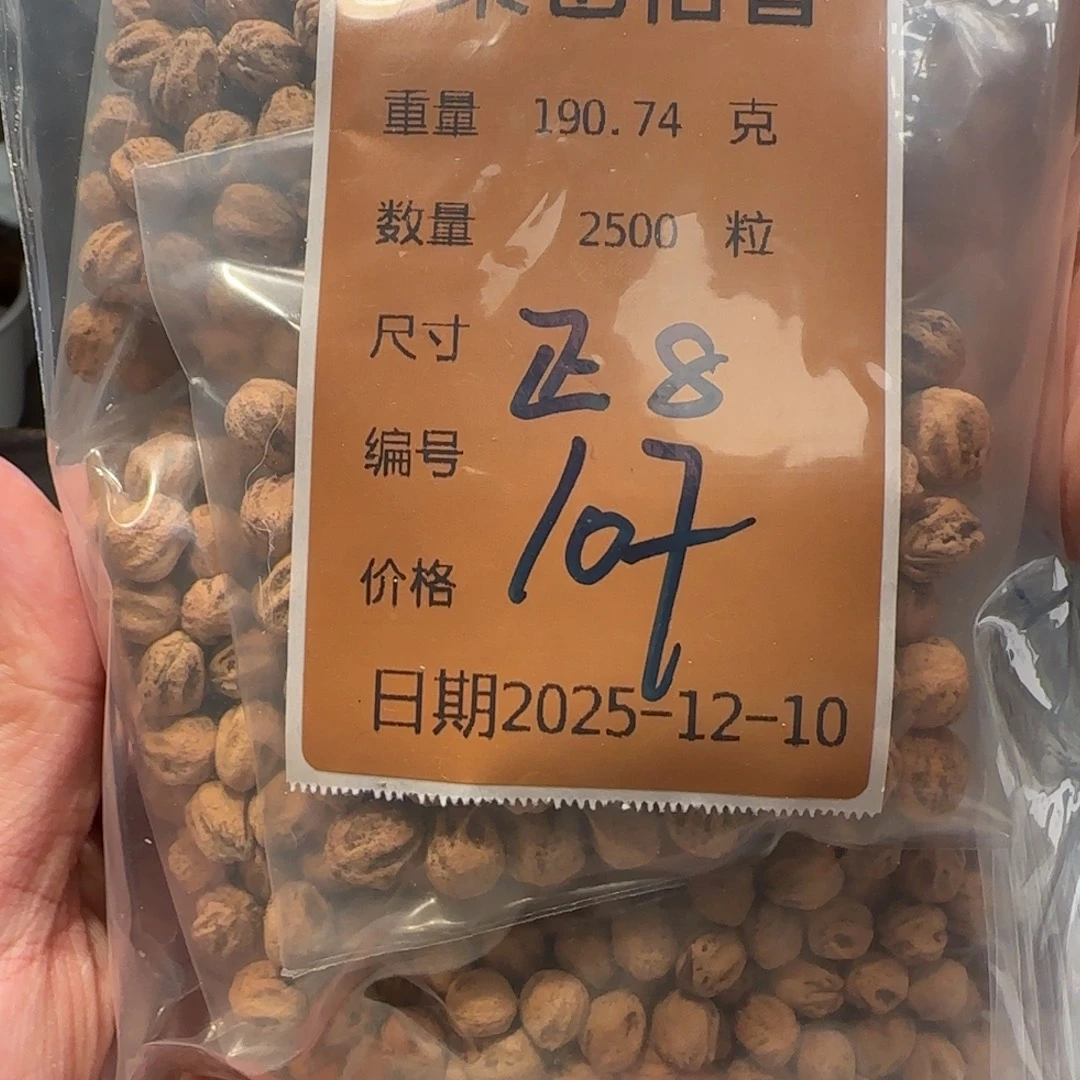 重量 190.74 克
数量 2500 粒
尺寸 正 8
编号 107
价格
日期2025-12-10